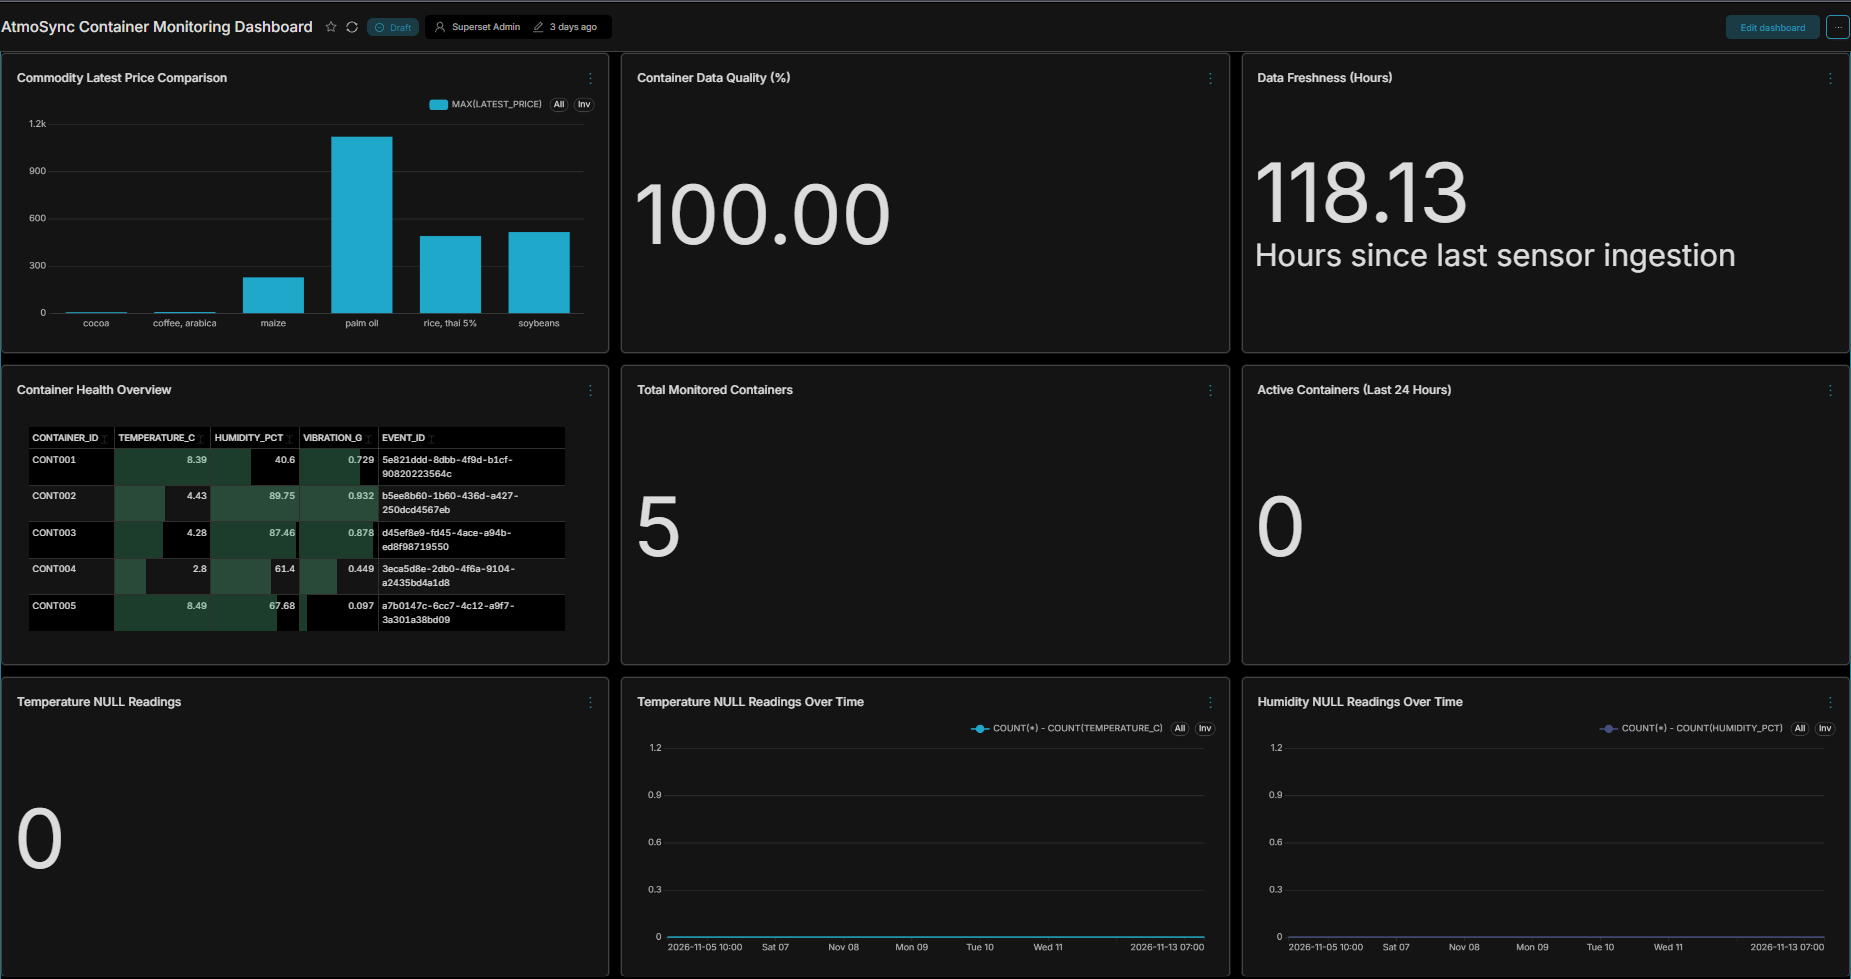 AtmoSync Container Monitoring Dashboard
Draft
Superset Admin
3 days ago
Edit dashboard
...
Commodity Latest Price Comparison
MAX(LATEST_PRICE) All Inv
1.2k
900
600
300
0
cocoa coffee, arabica maize palm oil rice, thai 5% soybeans
Container Data Quality (%)
100.00
Data Freshness (Hours)
118.13
Hours since last sensor ingestion
Container Health Overview
CONTAINER_ID TEMPERATURE_C HUMIDITY_PCT VIBRATION_G EVENT_ID
CONT001 8.39 40.6 0.729 5e821ddd-8dbb-4f9d-b1cf-
90820223564c
CONT002 4.43 89.75 0.932 b5ee8b60-1b60-436d-a427-
250dcd4567eb
CONT003 4.28 87.46 0.878 d45ef8e9-fd45-4ace-a94b-
ed8f98719550
CONT004 2.8 61.4 0.449 3eca5d8e-2db0-4f6a-9104-
a2435bd4a1d8
CONT005 8.49 67.68 0.097 a7b0147c-6cc7-4c12-a9f7-
3a301a38bd09
Total Monitored Containers
5
Active Containers (Last 24 Hours)
0
Temperature NULL Readings
0
Temperature NULL Readings Over Time
COUNT(*) - COUNT(TEMPERATURE_C) All Inv
1.2
0.9
0.6
0.3
0
2026-11-05 10:00 Sat 07 Nov 08 Mon 09 Tue 10 Wed 11 2026-11-13 07:00
Humidity NULL Readings Over Time
COUNT(*) - COUNT(HUMIDITY_PCT) All Inv
1.2
0.9
0.6
0.3
0
2026-11-05 10:00 Sat 07 Nov 08 Mon 09 Tue 10 Wed 11 2026-11-13 07:00